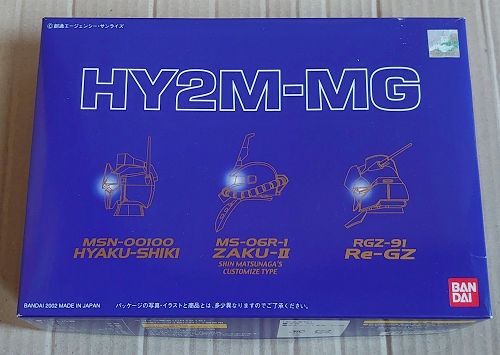 ©創通エージェンシー・サンライズ
HY2M-MG
MSN-00100
HYAKU-SHIKI
MS-06R-1
ZAKU-II
SHIN MATSUNAGA'S
CUSTOMIZE TYPE
RGZ-91
Re-GZ
BANDAI 2002 MADE IN JAPAN
パッケージの写真・イラストと商品とは、多少異なりますのでご了承ください。
BAN
DAI